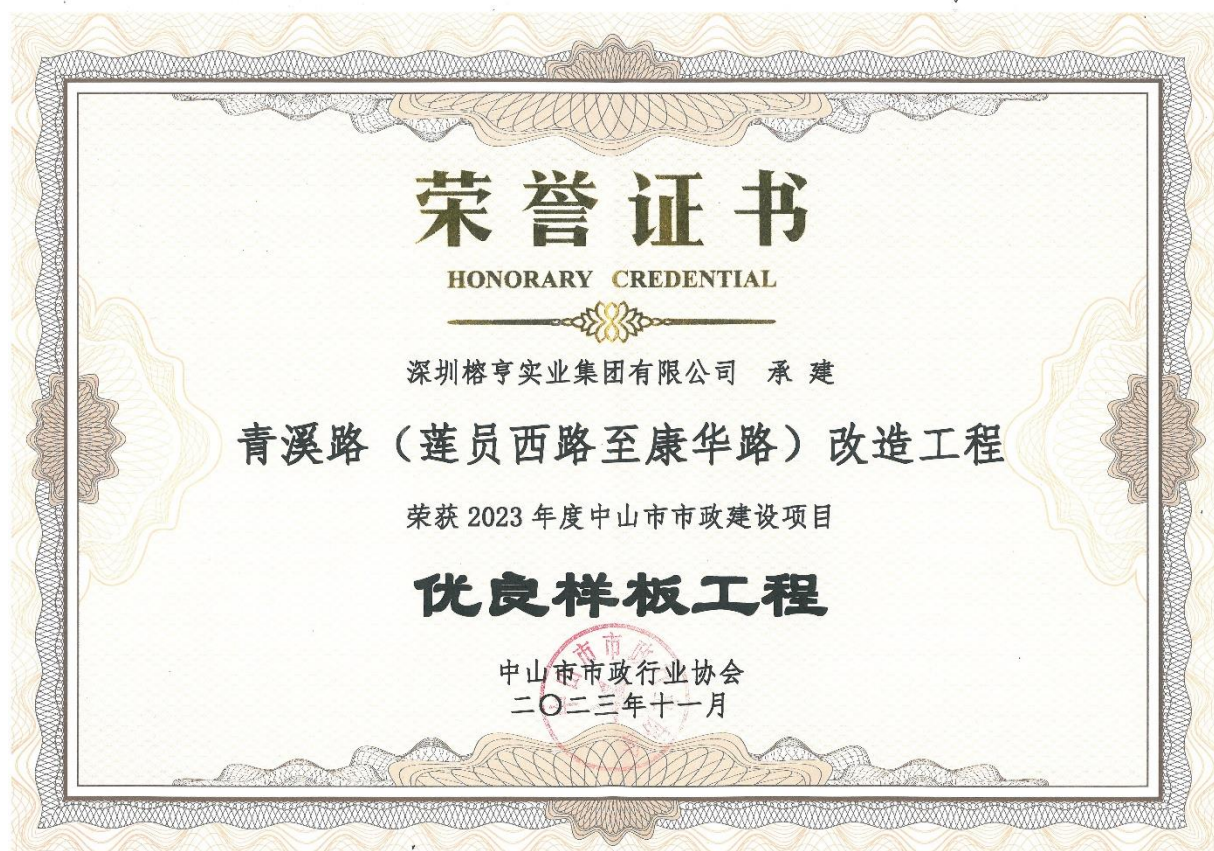 荣誉证书
HONORARY CREDENTIAL
深圳榕亨实业集团有限公司 承 建
青溪路（莲员西路至康华路）改造工程
荣获 2023 年度中山市市政建设项目
优良样板工程
中山市市政行业协会
二〇二三年十一月